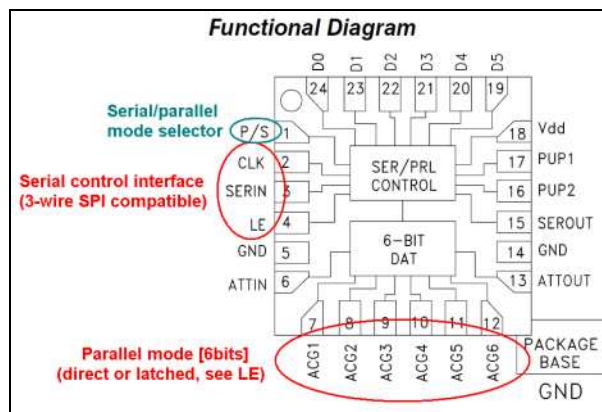 Functional Diagram
D0 D1 D2 D3 D4 D5
24 23 22 21 20 19
Serial/parallel
mode selector
P/S 1
CLK 2
SERIN 3
LE 4
GND 5
ATTIN 6
Serial control interface
(3-wire SPI compatible)
SER/PRL
CONTROL
6-BIT
DAT
18 Vdd
17 PUP1
16 PUP2
15 SEROUT
14 GND
13 ATTOUT
7 8 9 10 11 12
ACG1 ACG2 ACG3 ACG4 ACG5 ACG6
Parallel mode [6bits]
(direct or latched, see LE)
PACKAGE
BASE
GND